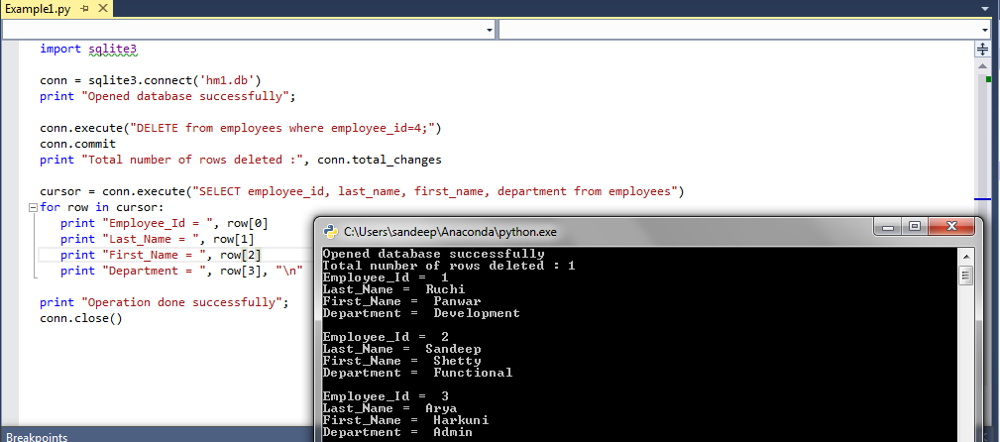 Example1.py
import sqlite3
conn = sqlite3.connect('hm1.db')
print "Opened database successfully";
conn.execute("DELETE from employees where employee_id=4;")
conn.commit
print "Total number of rows deleted :", conn.total_changes
cursor = conn.execute("SELECT employee_id, last_name, first_name, department from employees")
for row in cursor:
print "Employee_Id = ", row[0]
print "Last_Name = ", row[1]
print "First_Name = ", row[2]
print "Department = ", row[3], "\n"
print "Operation done successfully";
conn.close()
C:\Users\sandeep\Anaconda\python.exe
Opened database successfully
Total number of rows deleted : 1
Employee_Id =  1
Last_Name =  Ruchi
First_Name =  Panwar
Department =  Development
Employee_Id =  2
Last_Name =  Sandeep
First_Name =  Shetty
Department =  Functional
Employee_Id =  3
Last_Name =  Arya
First_Name =  Harkuni
Department =  Admin
Breakpoints